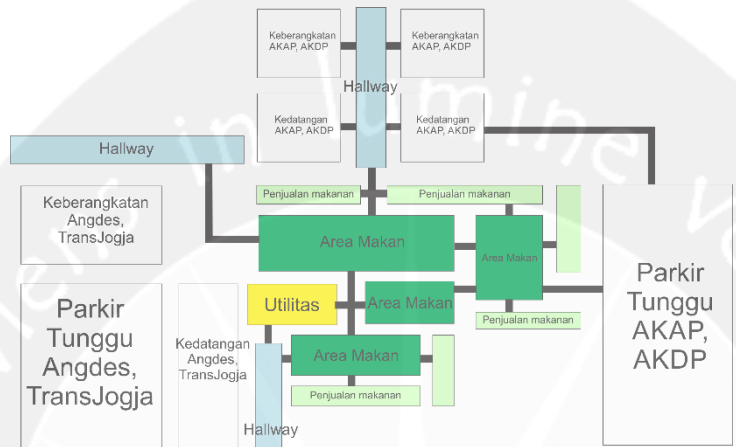 Keberangkatan
AKAP, AKDP
Keberangkatan
AKAP, AKDP
Hallway
Kedatangan
AKAP, AKDP
Kedatangan
AKAP, AKDP
Hallway
Penjualan makanan
Penjualan makanan
Keberangkatan
Angdes,
TransJogja
Area Makan
Area Makan
Parkir
Tunggu
AKAP,
AKDP
Utilitas
Area Makan
Penjualan makanan
Parkir
Tunggu
Angdes,
TransJogja
Kedatangan
Angdes,
TransJogja
Area Makan
Penjualan makanan
Hallway
in lumine